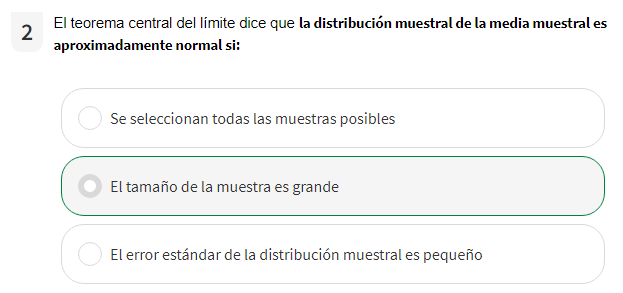 2
El teorema central del límite dice que la distribución muestral de la media muestral es
aproximadamente normal si:
Se seleccionan todas las muestras posibles
El tamaño de la muestra es grande
El error estándar de la distribución muestral es pequeño